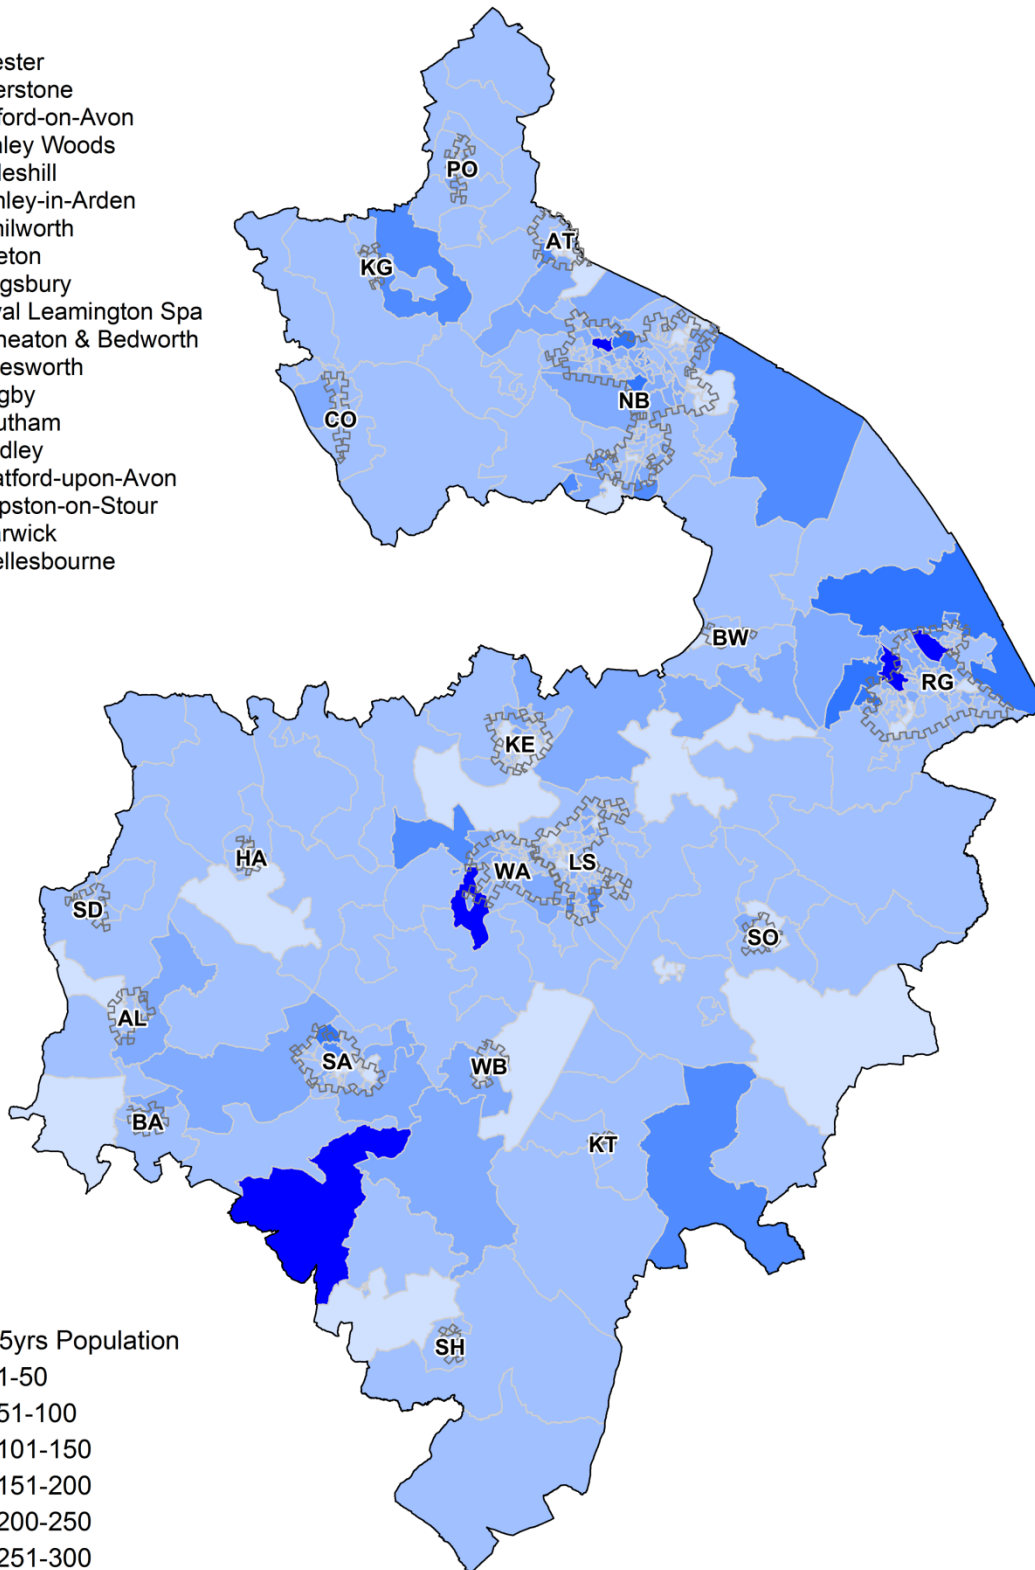 ester
erstone
ford-on-Avon
nley Woods
leshill
nley-in-Arden
nilworth
eton
gsbury
yal Leamington Spa
neaton & Bedworth
esworth
gby
utham
dley
atford-upon-Avon
pston-on-Stour
arwick
ellesbourne
PO
AT
KG
NB
CO
BW
RG
KE
HA
WA
LS
SD
SO
AL
SA
WB
BA
KT
SH
5yrs Population
1-50
51-100
101-150
151-200
200-250
251-300